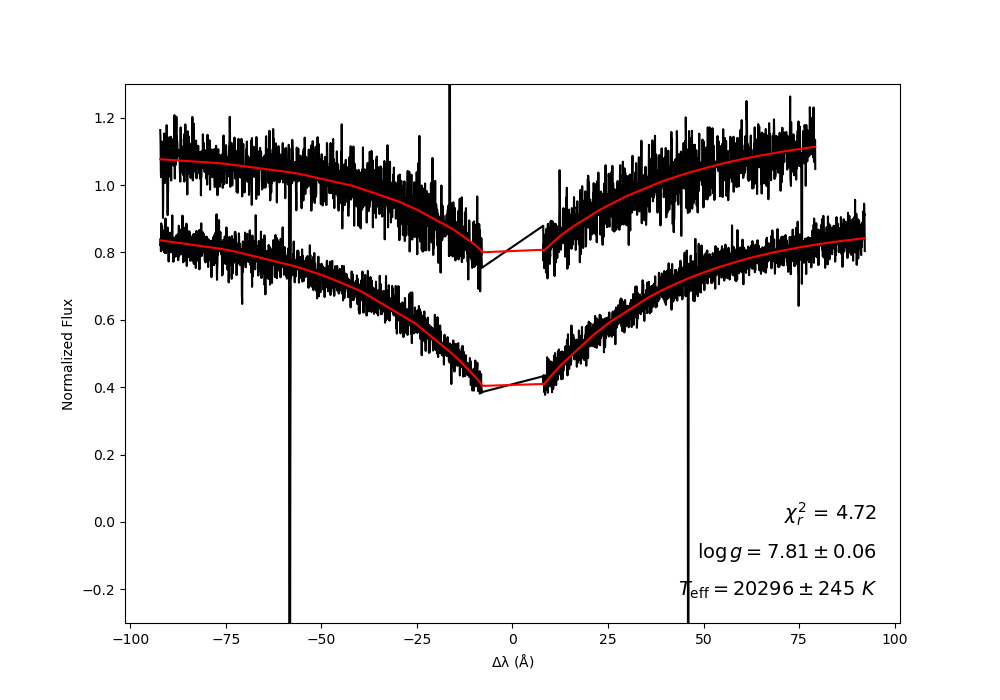 1.2
1.0
0.8
0.6
0.4
0.2
0.0
−0.2
Normalized Flux
χ²ᵣ = 4.72
log g = 7.81 ± 0.06
T_eff = 20296 ± 245 K
−100 −75 −50 −25 0 25 50 75 100
Δλ (Å)